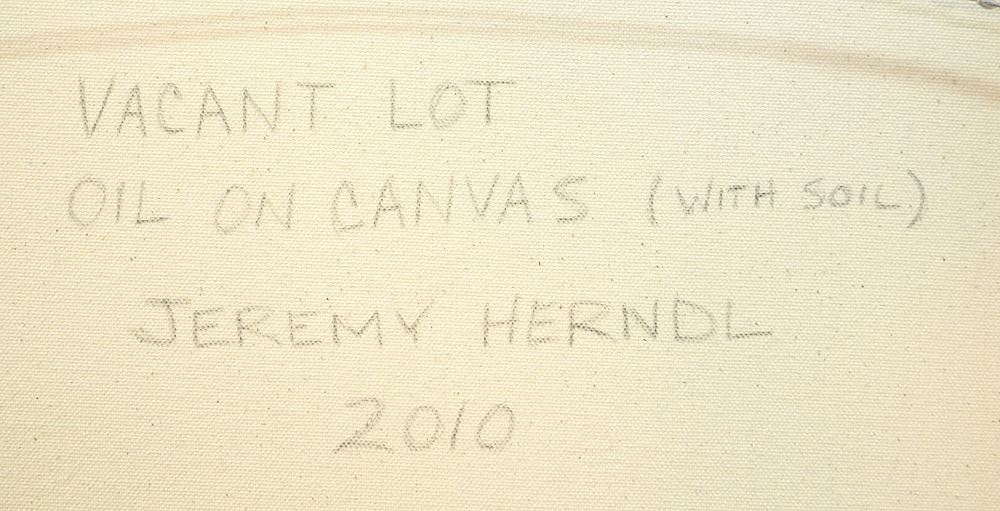 VACANT LOT
OIL ON CANVAS (WITH SOIL)
JEREMY HERNDL
2010